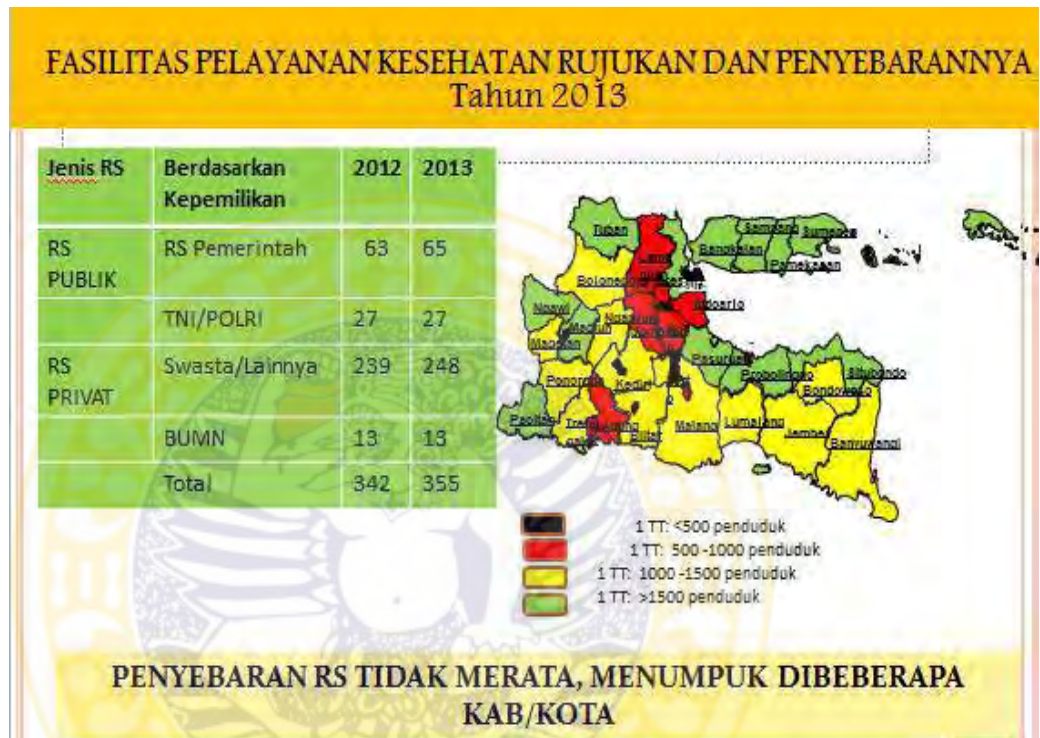 FASILITAS PELAYANAN KESEHATAN RUJUKAN DAN PENYEBARANNYA
Tahun 2013
Jenis RS Berdasarkan Kepemilikan 2012 2013
RS PUBLIK RS Pemerintah 63 65
TNI/POLRI 27 27
RS PRIVAT Swasta/Lainnya 239 248
BUMN 13 13
Total 342 355
Tuban
Sampang Sumenep
Bangkalan
Pamekasan
Bojonegoro
Ngawi
Madiun
Magetan
Pasuruan
Probolinggo Situbondo
Bondowoso
Ponorogo Kediri
Pacitan
Blitar
Malang Lumajang
Jember
Banyuwangi
1 TT: <500 penduduk
1 TT: 500 -1000 penduduk
1 TT: 1000 -1500 penduduk
1 TT: >1500 penduduk
PENYEBARAN RS TIDAK MERATA, MENUMPUK DIBEBERAPA
KAB/KOTA